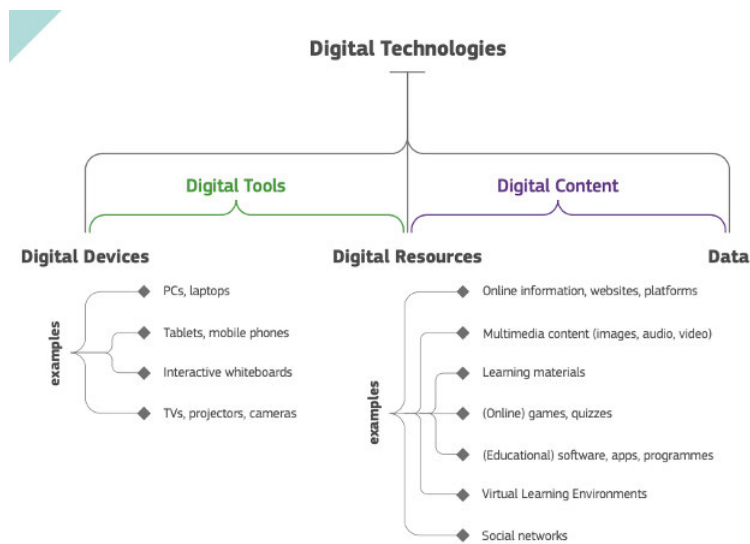 Digital Technologies
Digital Tools
Digital Content
Digital Devices
Digital Resources
Data
examples
PCs, laptops
Tablets, mobile phones
Interactive whiteboards
TVs, projectors, cameras
examples
Online information, websites, platforms
Multimedia content (images, audio, video)
Learning materials
(Online) games, quizzes
(Educational) software, apps, programmes
Virtual Learning Environments
Social networks